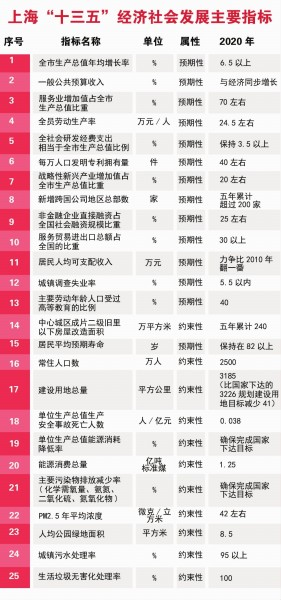 上海“十三五”经济社会发展主要指标
序号 指标名称 单位 属性 2020年
1 全市生产总值年均增长率 % 预期性 6.5以上
2 一般公共预算收入 % 预期性 与经济同步增长
3 服务业增加值占全市
生产总值比重 % 预期性 70左右
4 全员劳动生产率 万元/人 预期性 24.5左右
5 全社会研发经费支出
相当于全市生产总值比例 % 预期性 保持3.5以上
6 每万人口发明专利拥有量 件 预期性 40左右
7 战略性新兴产业增加值占
全市生产总值比重 % 预期性 20左右
8 新增跨国公司地区总部数 家 预期性 五年累计
超过200家
9 非金融企业直接融资占
全国社会融资规模比重 % 预期性 25左右
10 服务贸易进出口总额占
全国的比重 % 预期性 30以上
11 居民人均可支配收入 万元 预期性 力争比2010年
翻一番
12 城镇调查失业率 % 预期性 5.5以内
13 主要劳动年龄人口受过
高等教育的比例 % 预期性 40
14 中心城区成片二级旧里
以下房屋改造面积 万平方米 约束性 五年累计240
15 居民平均预期寿命 岁 预期性 保持在82以上
16 常住人口数 万人 约束性 2500
17 建设用地总量 平方公里 约束性 3185
(比国家下达的
3226规划建设用
地目标减少41)
18 单位生产总值生产
安全事故死亡人数 人/亿元 约束性 0.038
19 单位生产总值能源消耗
降低率 % 约束性 确保完成国家
下达目标
20 能源消费总量 亿吨
标准煤 约束性 1.25
21 主要污染物排放减少率
(化学需氧量、氨氮、
二氧化硫、氮氧化物) % 约束性 确保完成国家
下达目标
22 PM2.5年平均浓度 微克/立
方米 约束性 42左右
23 人均公园绿地面积 平方米 约束性 8.5
24 城镇污水处理率 % 约束性 95以上
25 生活垃圾无害化处理率 % 约束性 100